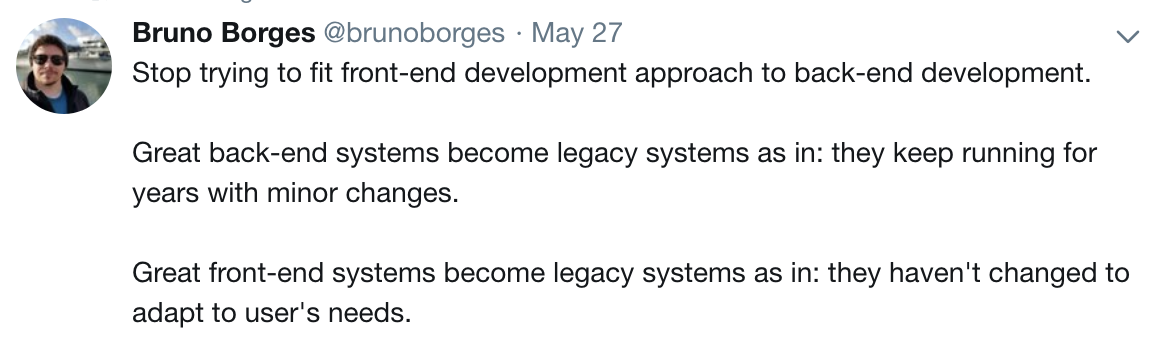 Bruno Borges @brunoborges · May 27
Stop trying to fit front-end development approach to back-end development.
Great back-end systems become legacy systems as in: they keep running for
years with minor changes.
Great front-end systems become legacy systems as in: they haven't changed to
adapt to user's needs.